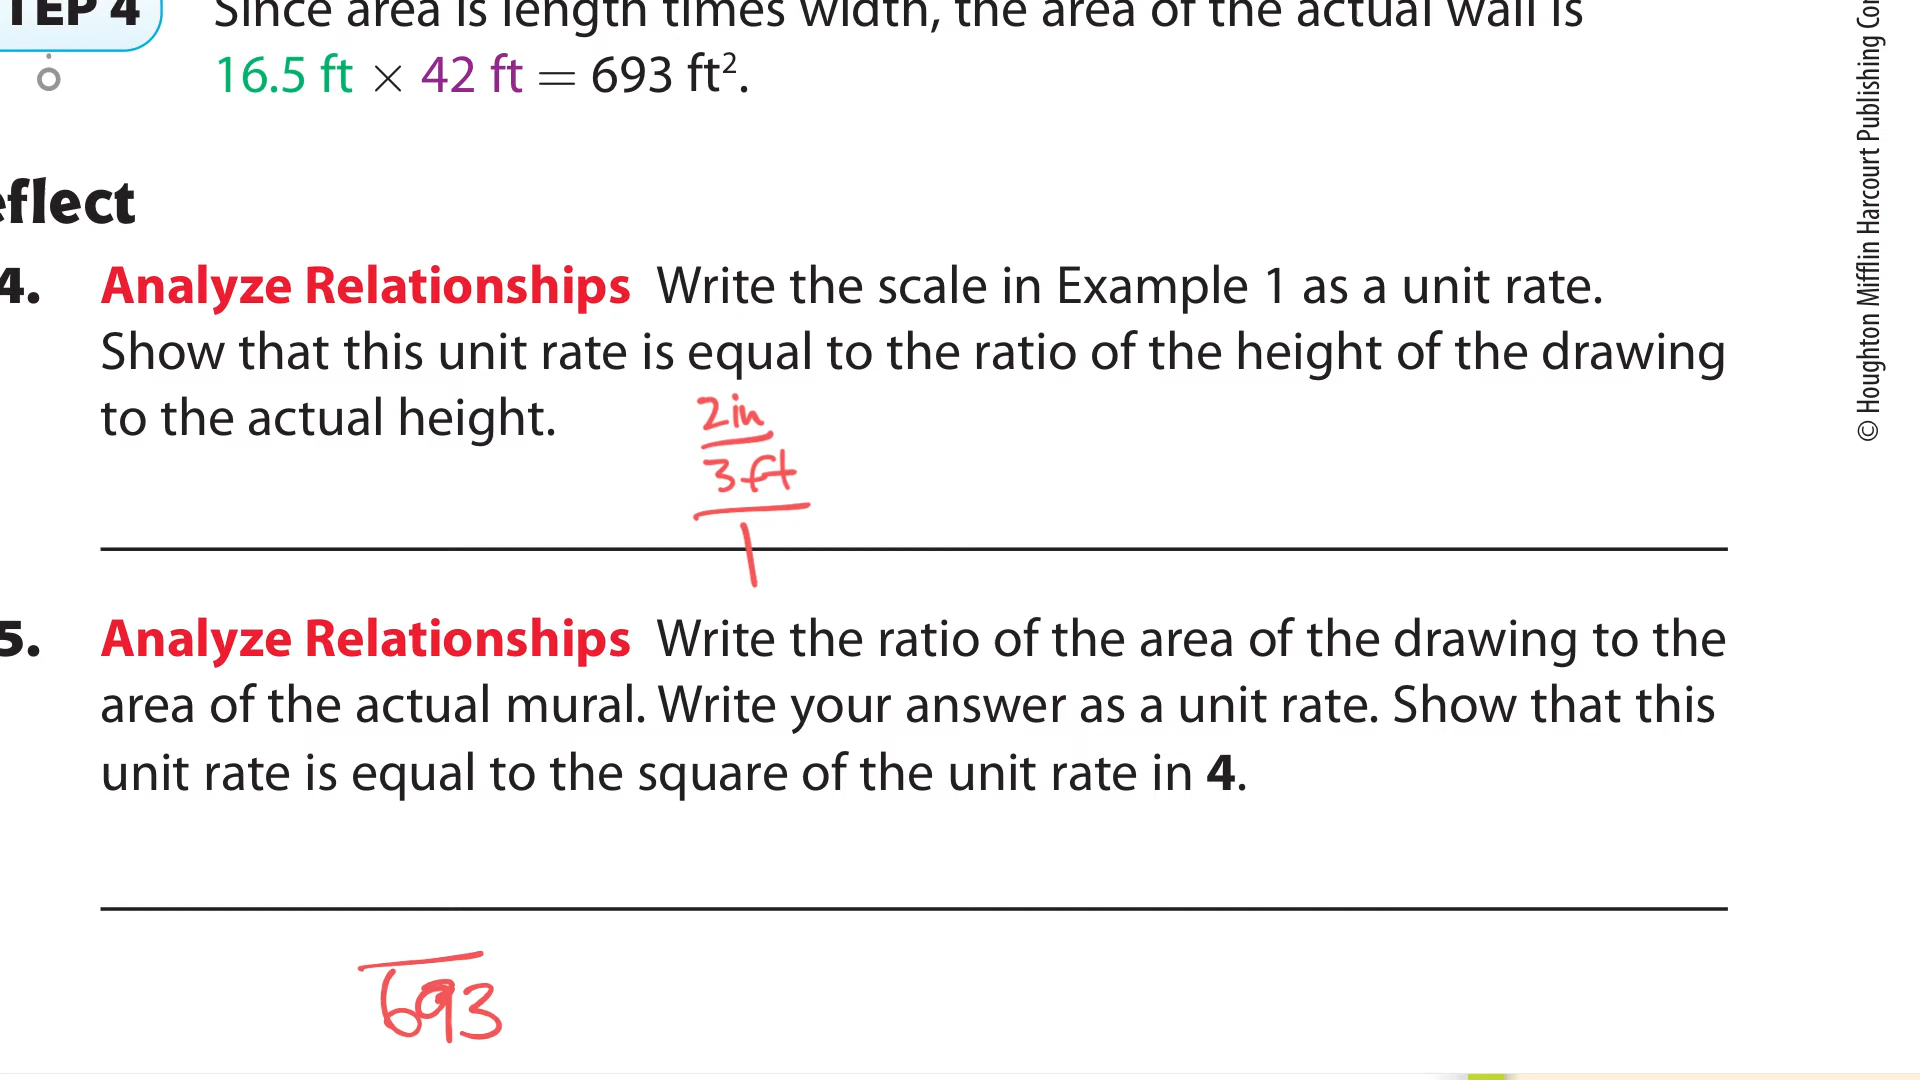 TEP 4
Since area is length times width, the area of the actual wall is
16.5 ft × 42 ft = 693 ft².
eflect
4. Analyze Relationships Write the scale in Example 1 as a unit rate.
Show that this unit rate is equal to the ratio of the height of the drawing
to the actual height.
2in
3ft
1
5. Analyze Relationships Write the ratio of the area of the drawing to the
area of the actual mural. Write your answer as a unit rate. Show that this
unit rate is equal to the square of the unit rate in 4.
693
© Houghton Mifflin Harcourt Publishing Co